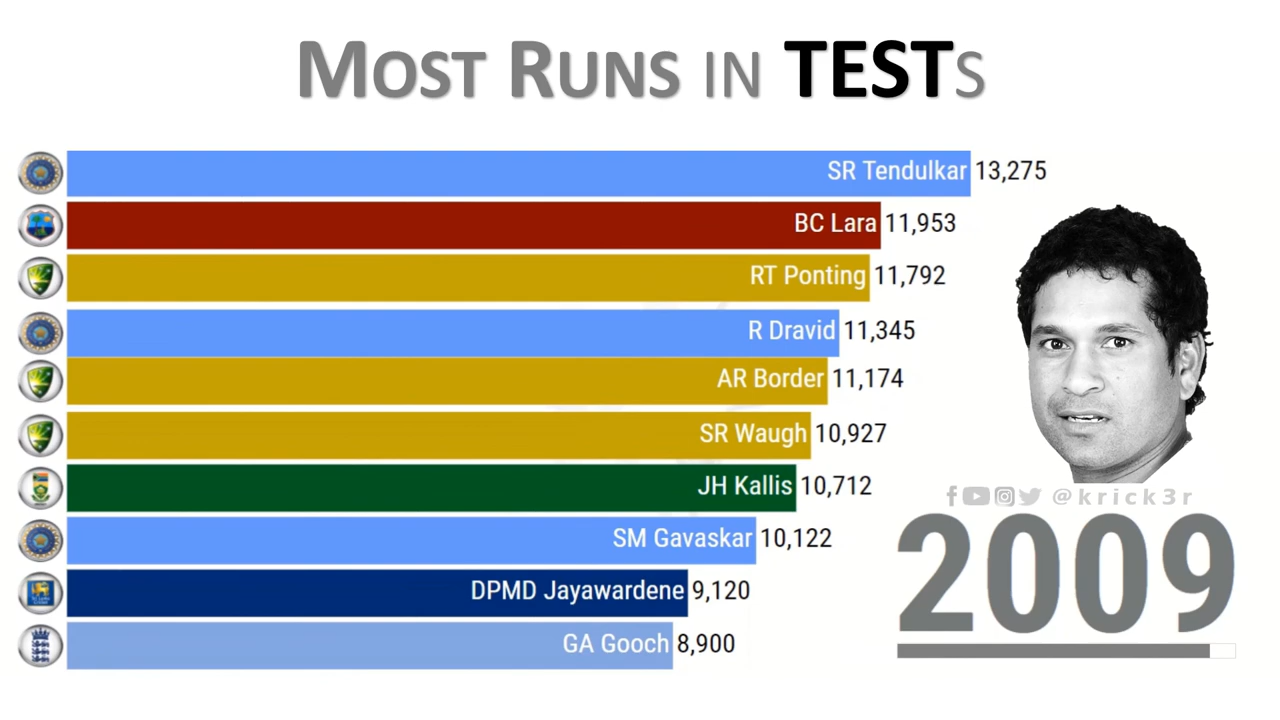 MOST RUNS IN TESTS
SR Tendulkar 13,275
BC Lara 11,953
RT Ponting 11,792
R Dravid 11,345
AR Border 11,174
SR Waugh 10,927
JH Kallis 10,712
@krick3r
SM Gavaskar 10,122
2009
DPMD Jayawardene 9,120
GA Gooch 8,900